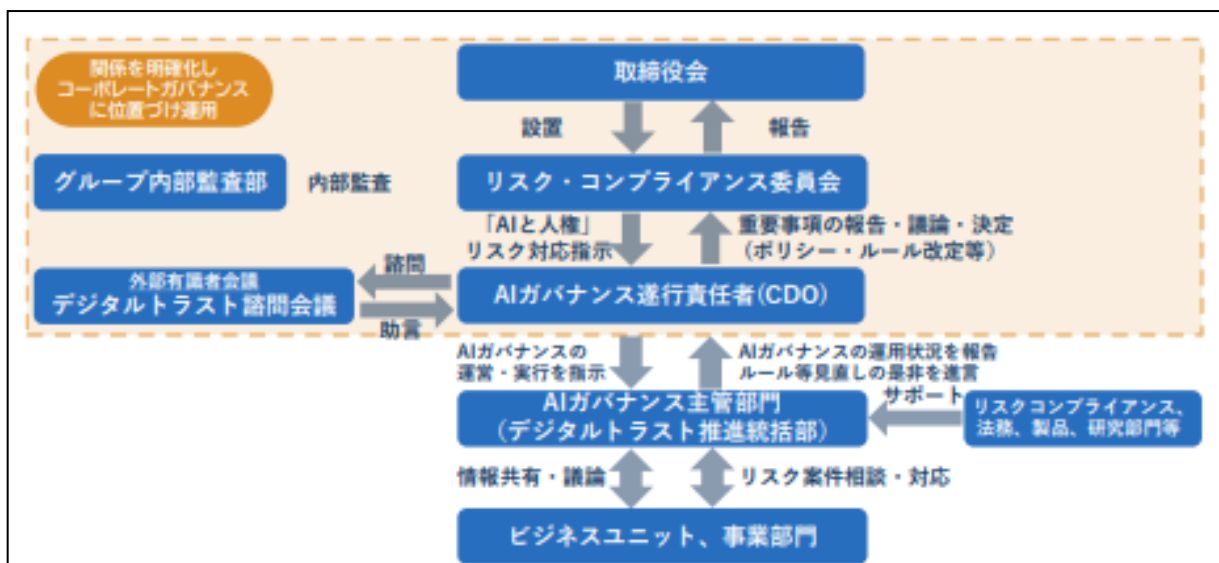 関係を明確化し
コーポレートガバナンス
に位置づけ運用
取締役会
設置
報告
グループ内部監査部
内部監査
リスク・コンプライアンス委員会
「AIと人権」
リスク対応指示
重要事項の報告・議論・決定
（ポリシー・ルール改定等）
諮問
外部有識者会議
デジタルトラスト諮問会議
助言
AIガバナンス遂行責任者(CDO)
AIガバナンスの
運営・実行を指示
AIガバナンスの運用状況を報告
ルール等見直しの是非を進言
サポート
AIガバナンス主管部門
（デジタルトラスト推進統括部）
リスクコンプライアンス、
法務、製品、研究部門等
情報共有・議論
リスク案件相談・対応
ビジネスユニット、事業部門